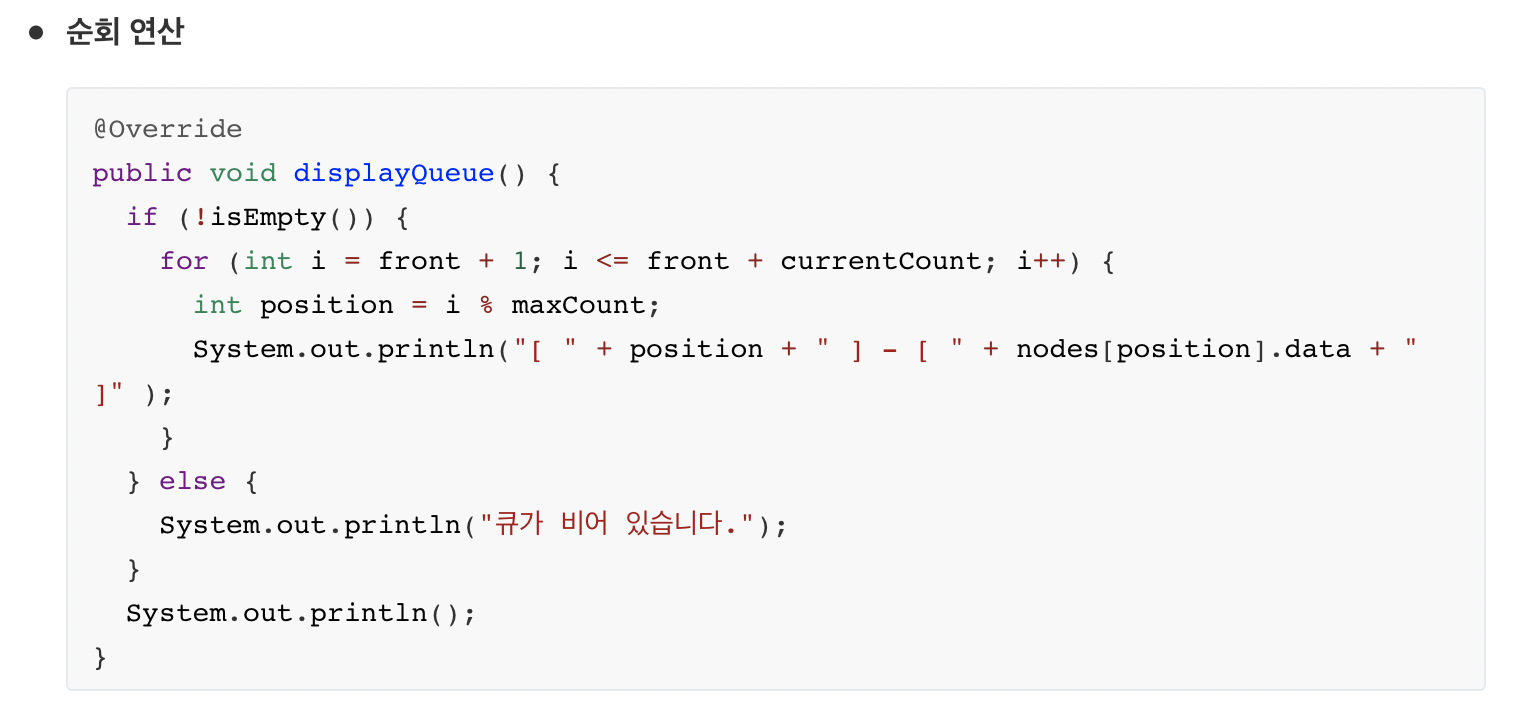 순회 연산
@Override
public void displayQueue() {
  if (!isEmpty()) {
    for (int i = front + 1; i <= front + currentCount; i++) {
      int position = i % maxCount;
      System.out.println("[ " + position + " ] - [ " + nodes[position].data + "
]" );
    }
  } else {
    System.out.println("큐가 비어 있습니다.");
  }
  System.out.println();
}